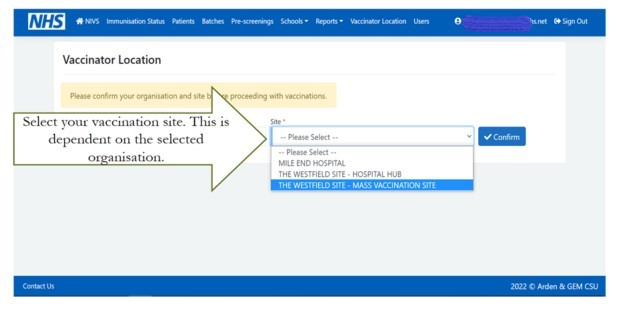 NHS NIVS Immunisation Status Patients Batches Pre-screenings Schools Reports Vaccinator Location Users hs.net Sign Out
Vaccinator Location
Please confirm your organisation and site before proceeding with vaccinations.
Select your vaccination site. This is
dependent on the selected
organisation.
Site *
-- Please Select --
Confirm
-- Please Select --
MILE END HOSPITAL
THE WESTFIELD SITE - HOSPITAL HUB
THE WESTFIELD SITE - MASS VACCINATION SITE
Contact Us 2022 © Arden & GEM CSU